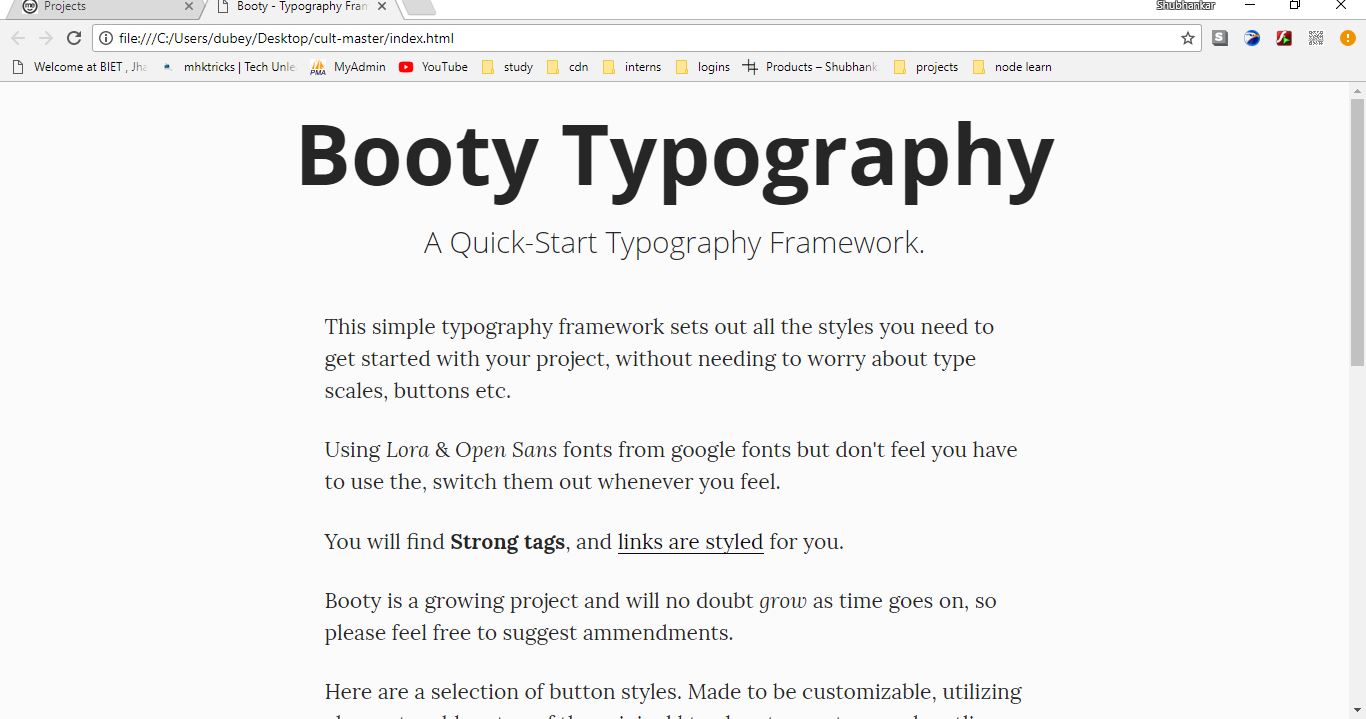 Projects
Booty - Typography Fran
Shubhankar
file:///C:/Users/dubey/Desktop/cult-master/index.html
S
Welcome at BIET , Jha
mhktricks | Tech Unle
PMA
MyAdmin
YouTube
study
cdn
interns
logins
Products – Shubhank
projects
node learn
Booty Typography
A Quick-Start Typography Framework.
This simple typography framework sets out all the styles you need to
get started with your project, without needing to worry about type
scales, buttons etc.
Using Lora & Open Sans fonts from google fonts but don't feel you have
to use the, switch them out whenever you feel.
You will find Strong tags, and links are styled for you.
Booty is a growing project and will no doubt grow as time goes on, so
please feel free to suggest ammendments.
Here are a selection of button styles. Made to be customizable, utilizing